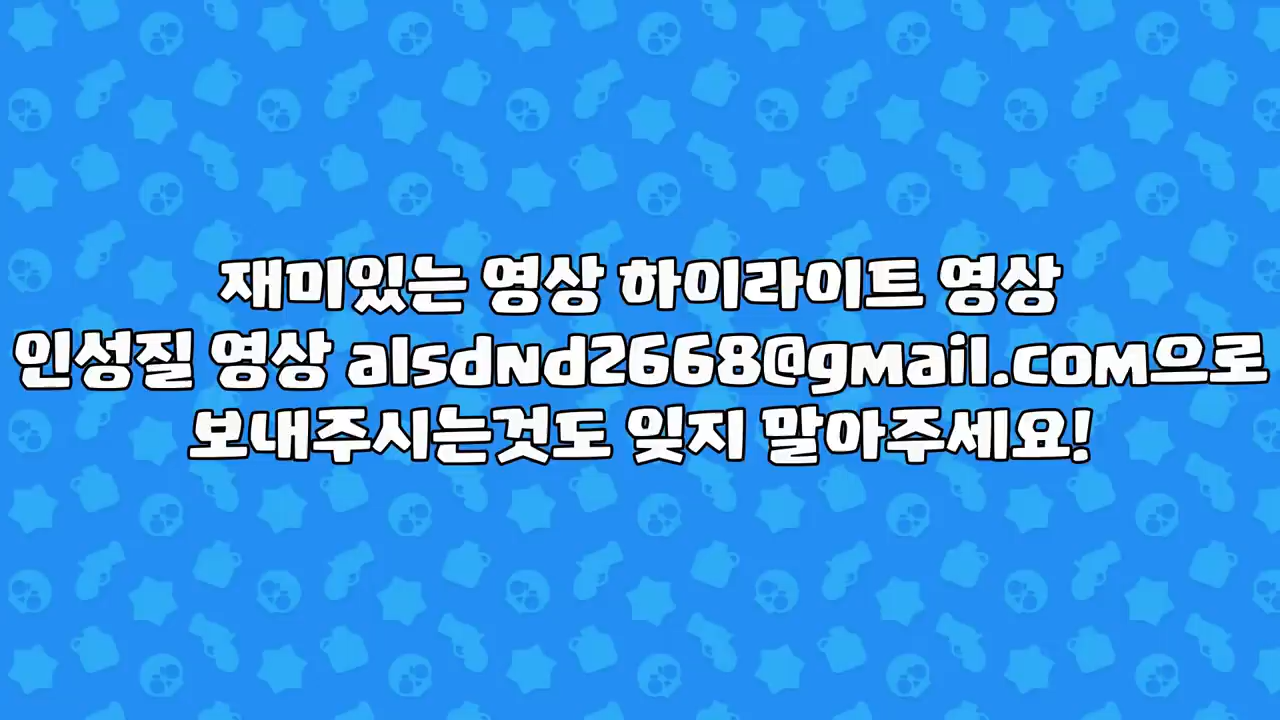 재미있는 영상 하이라이트 영상
인성질 영상 alsdnd2668@gmail.com으로
보내주시는것도 잊지 말아주세요!